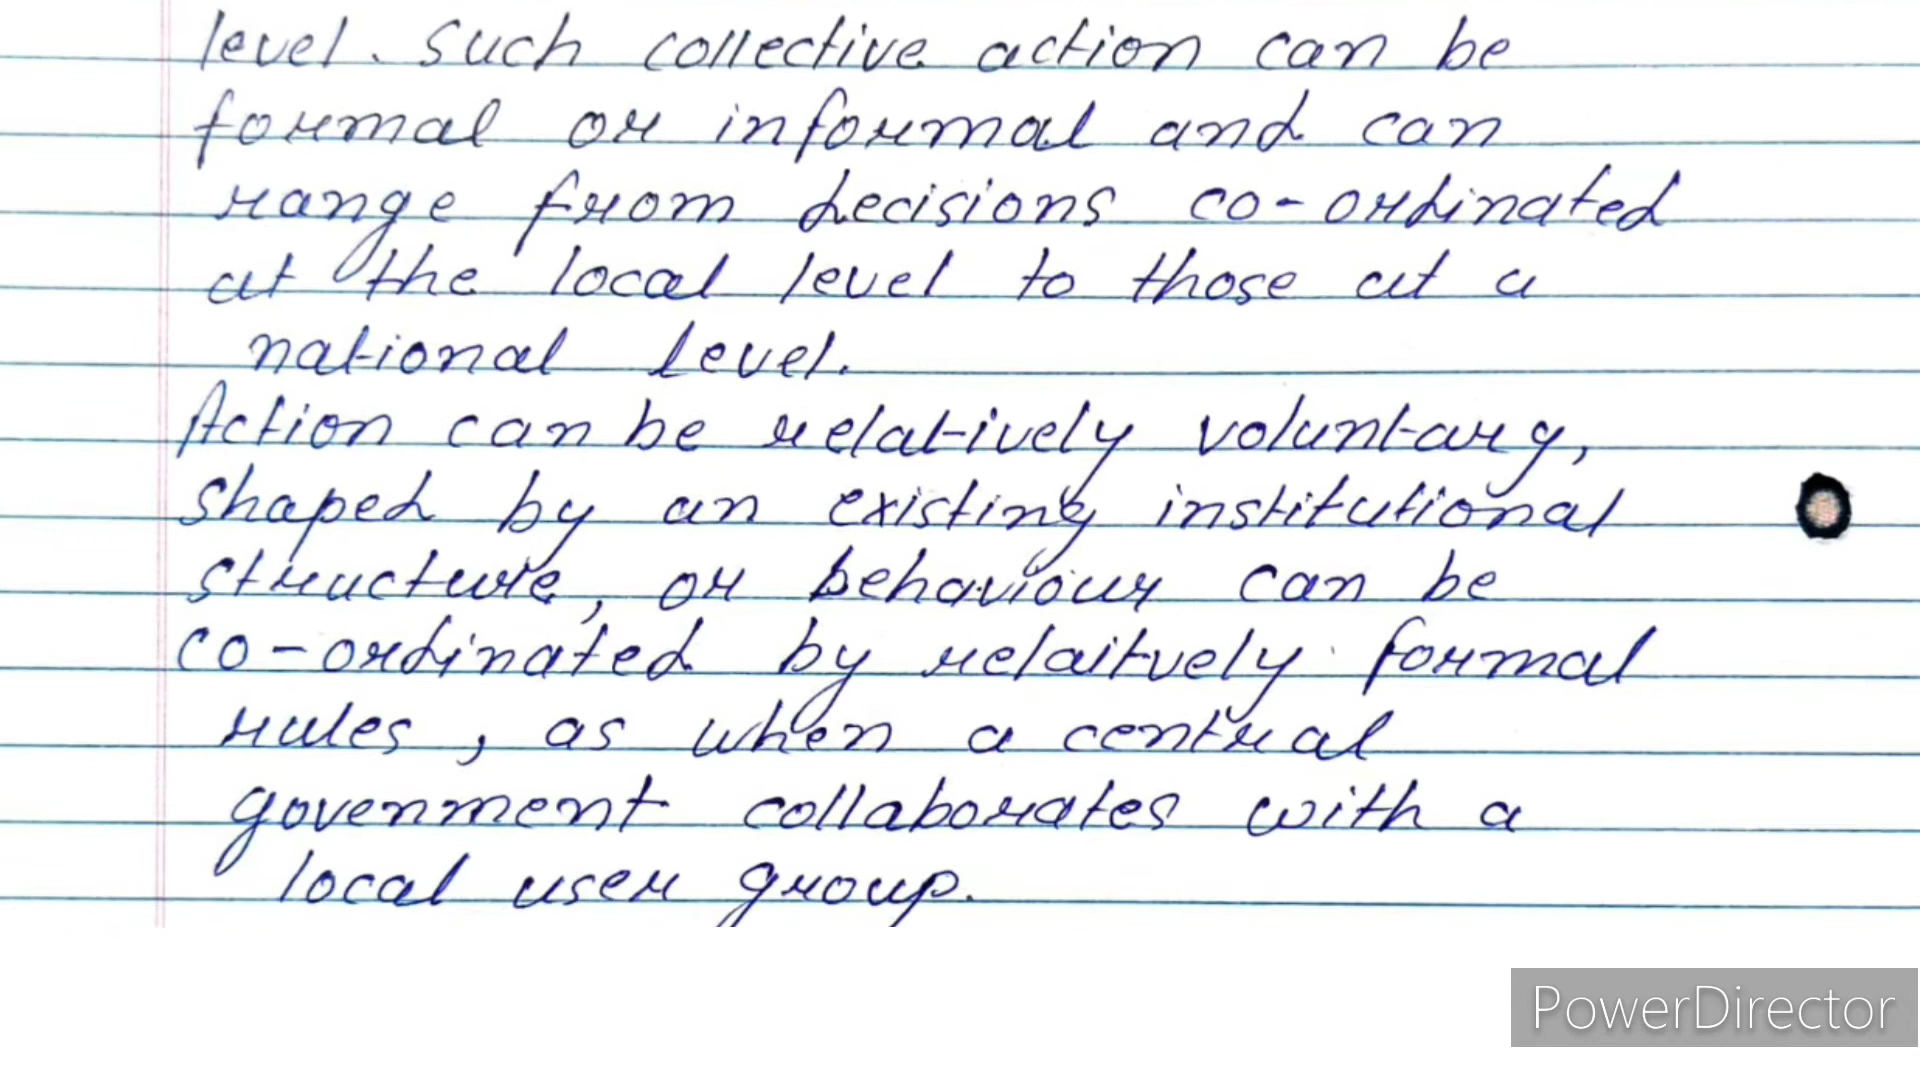 level. Such collective action can be
formal or informal and can
range from decisions co-ordinated
at the local level to those at a
national level.
Action can be relatively voluntary,
shaped by an existing institutional
structure, or behaviour can be
co-ordinated by relaitvely formal
rules, as when a central
govenment collaborates with a
local user group.
PowerDirector